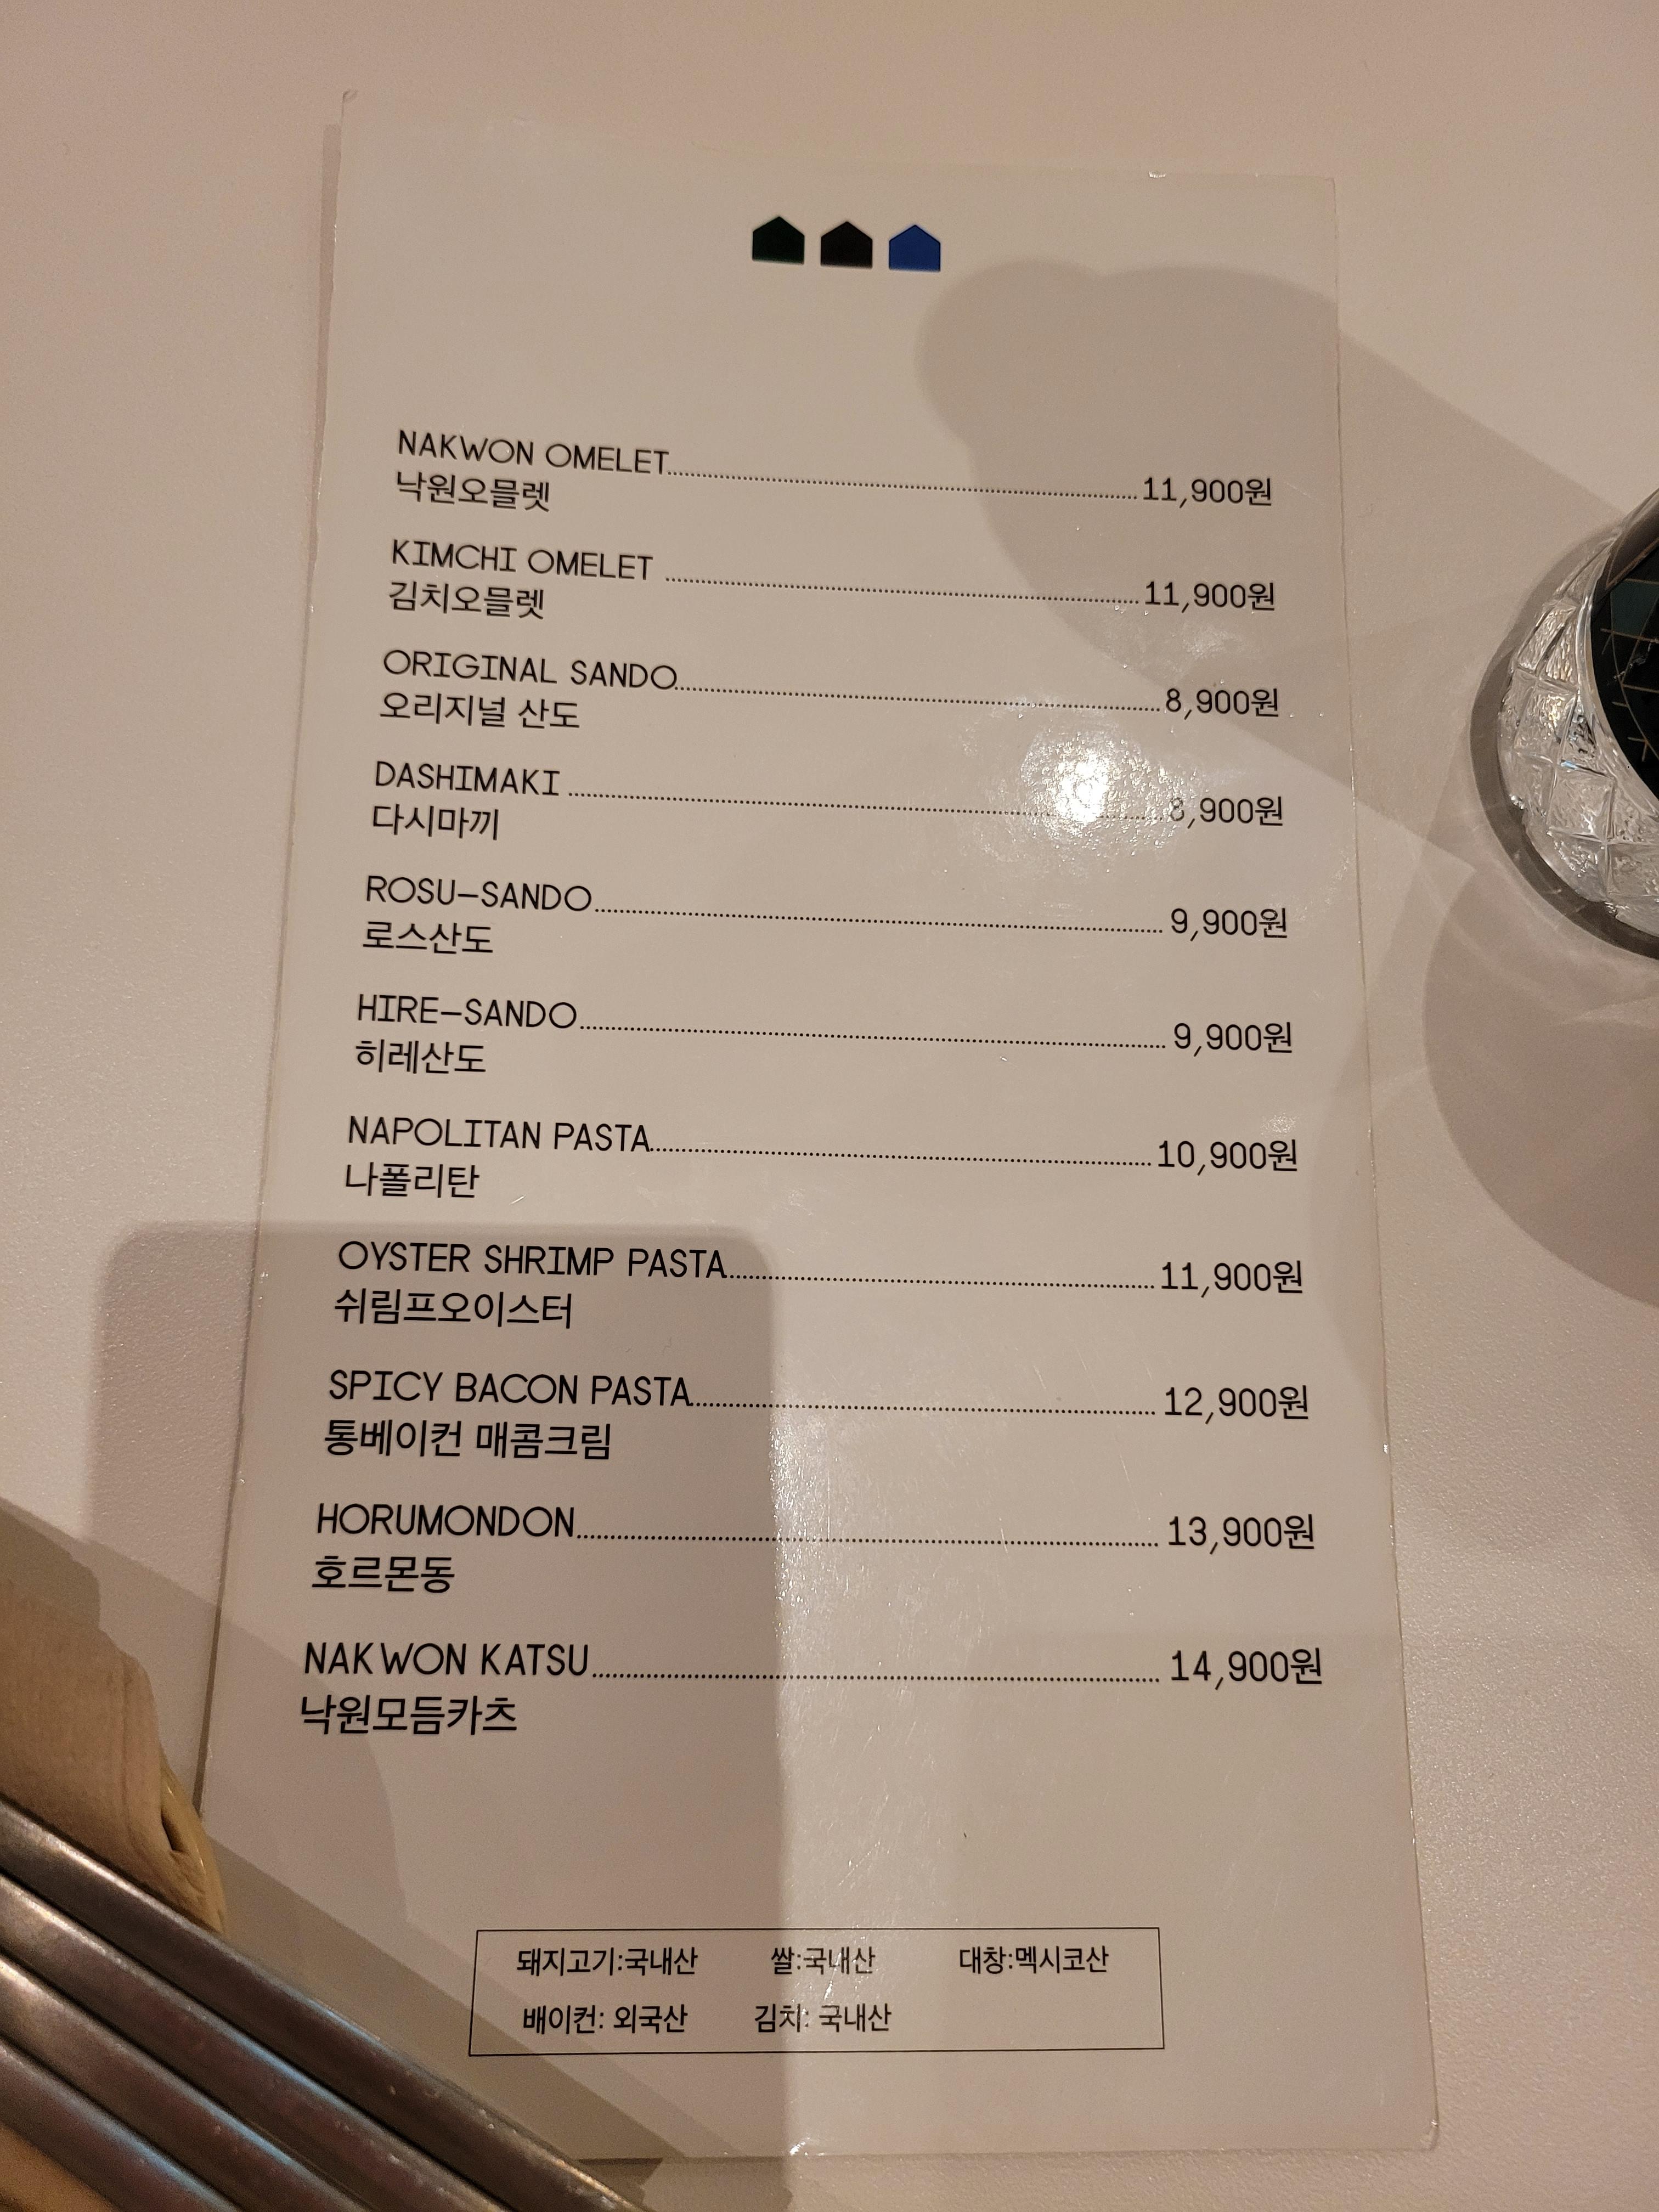 NAKWON OMELET........11,900원
낙원오믈렛
KIMCHI OMELET ........11,900원
김치오믈렛
ORIGINAL SANDO........8,900원
오리지널 산도
DASHIMAKI ........8,900원
다시마끼
ROSU-SANDO........9,900원
로스산도
HIRE-SANDO........9,900원
히레산도
NAPOLITAN PASTA........10,900원
나폴리탄
OYSTER SHRIMP PASTA........11,900원
쉬림프오이스터
SPICY BACON PASTA........12,900원
통베이컨 매콤크림
HORUMONDON........13,900원
호르몬동
NAKWON KATSU........14,900원
낙원모듬카츠
돼지고기:국내산 쌀:국내산 대창:멕시코산
배이컨: 외국산 김치: 국내산